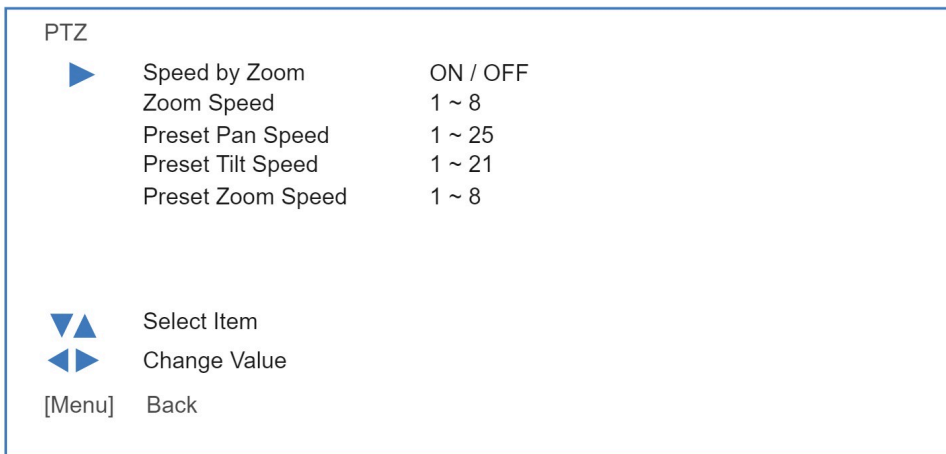 PTZ
Speed by Zoom ON / OFF
Zoom Speed 1 ~ 8
Preset Pan Speed 1 ~ 25
Preset Tilt Speed 1 ~ 21
Preset Zoom Speed 1 ~ 8
Select Item
Change Value
[Menu] Back